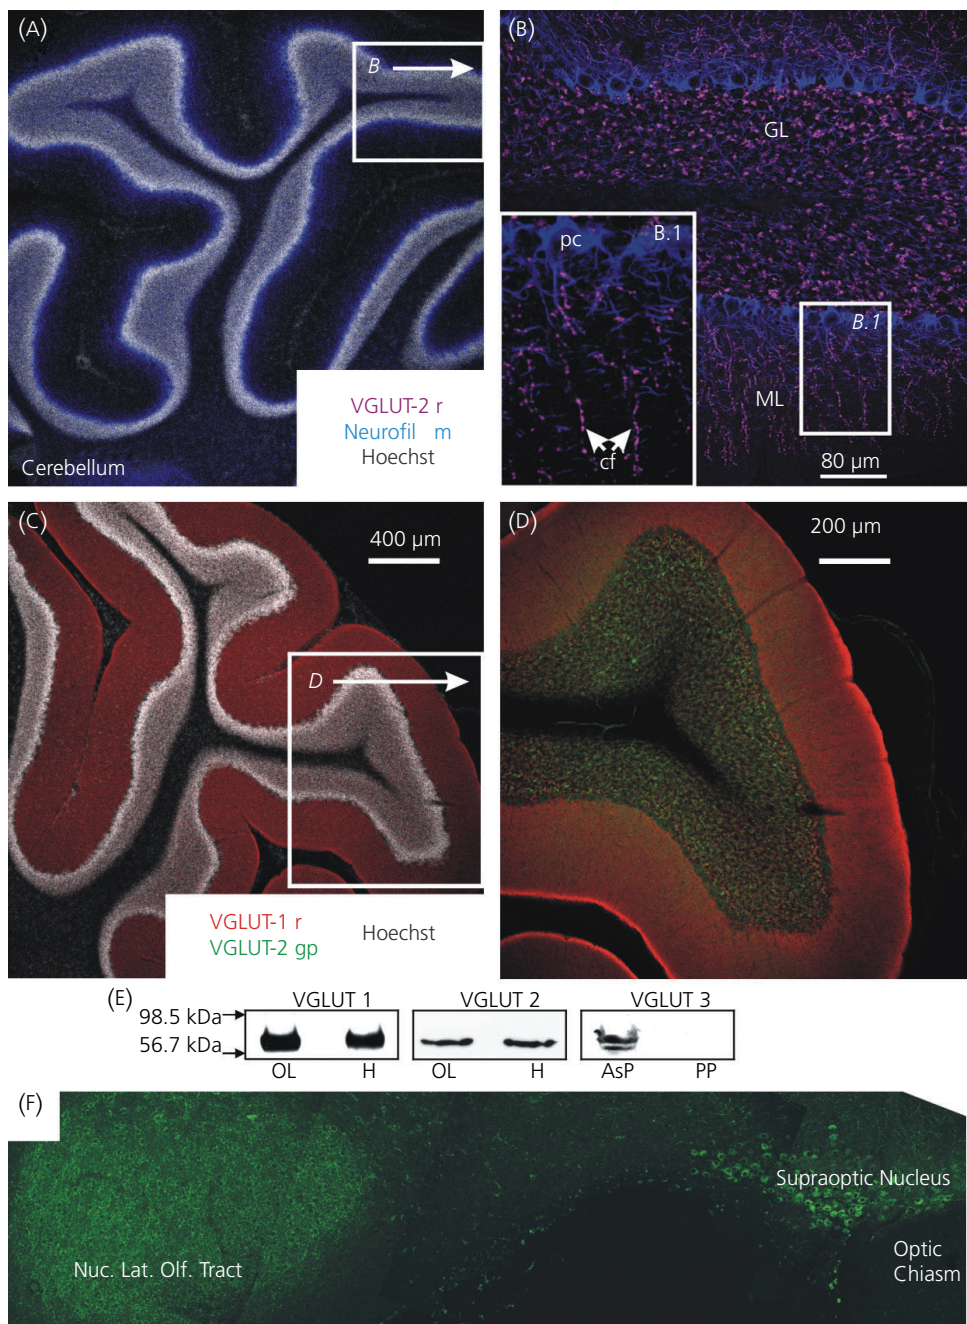 (A)
B
VGLUT-2 r
Neurofil m
Hoechst
Cerebellum
(B)
GL
pc
B.1
B.1
ML
cf
80 µm
(C)
400 µm
D
VGLUT-1 r
VGLUT-2 gp
Hoechst
(D)
200 µm
(E)
VGLUT 1
VGLUT 2
VGLUT 3
98.5 kDa
56.7 kDa
OL
H
OL
H
AsP
PP
(F)
Supraoptic Nucleus
Optic
Chiasm
Nuc. Lat. Olf. Tract